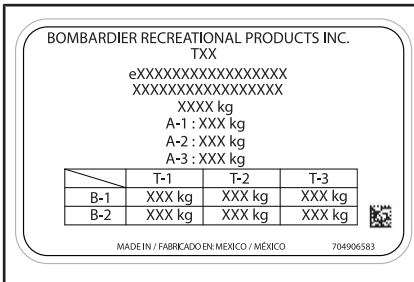 BOMBARDIER RECREATIONAL PRODUCTS INC.
TXX
eXXXXXXXXXXXXXXXXX
XXXXXXXXXXXXXXXXX
XXXX kg
A-1 : XXX kg
A-2 : XXX kg
A-3 : XXX kg
T-1 T-2 T-3
B-1 XXX kg XXX kg XXX kg
B-2 XXX kg XXX kg XXX kg
MADE IN / FABRICADO EN: MEXICO / MÉXICO 704906583